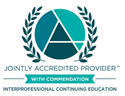 JOINTLY ACCREDITED PROVIDER™
WITH COMMENDATION
INTERPROFESSIONAL CONTINUING EDUCATION